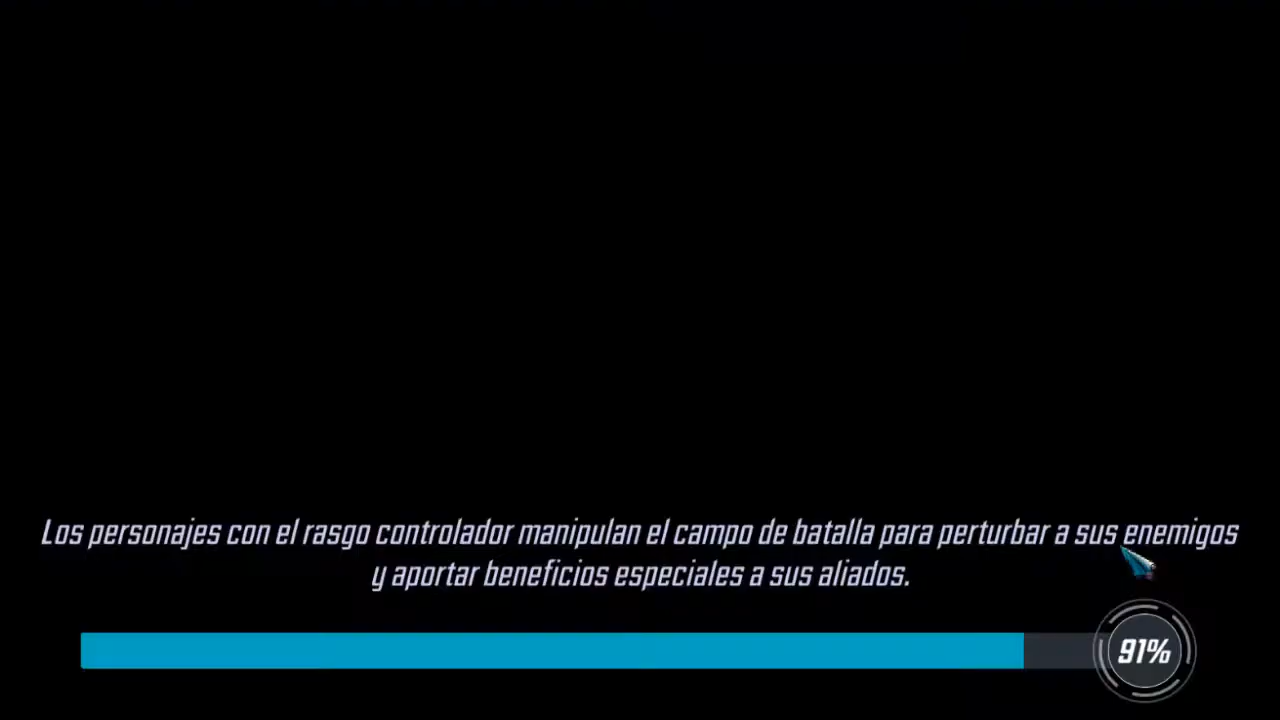 Los personajes con el rasgo controlador manipulan el campo de batalla para perturbar a sus enemigos
y aportar beneficios especiales a sus aliados.
91%